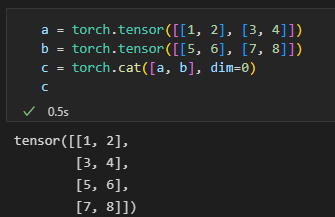 a = torch.tensor([[1, 2], [3, 4]])
b = torch.tensor([[5, 6], [7, 8]])
c = torch.cat([a, b], dim=0)
c
0.5s
tensor([[1, 2],
        [3, 4],
        [5, 6],
        [7, 8]])